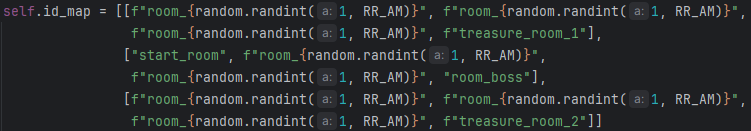 self.id_map = [[f"room_{random.randint( a: 1, RR_AM)}", f"room_{random.randint( a: 1, RR_AM)}",
f"room_{random.randint( a: 1, RR_AM)}", f"treasure_room_1"],
["start_room", f"room_{random.randint( a: 1, RR_AM)}",
f"room_{random.randint( a: 1, RR_AM)}", "room_boss"],
[f"room_{random.randint( a: 1, RR_AM)}", f"room_{random.randint( a: 1, RR_AM)}",
f"room_{random.randint( a: 1, RR_AM)}", f"treasure_room_2"]]